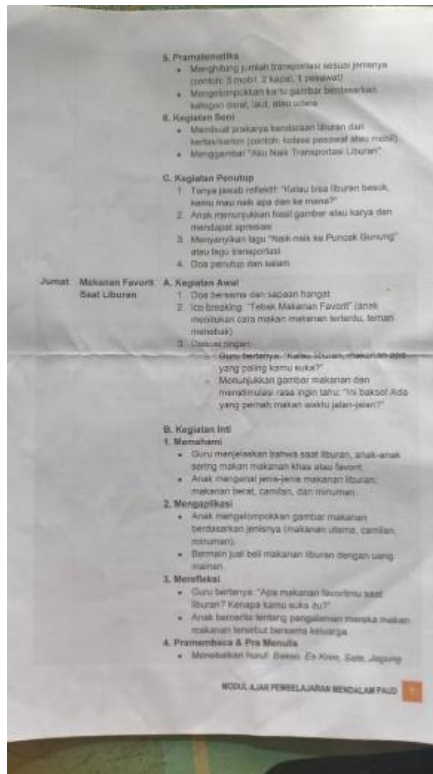 5. Pramatematika
• Menghitung jumlah transportasi sesuai jenisnya
(contoh: 3 mobil, 2 kapal, 1 pesawat)
• Mengelompokkan kartu gambar berdasarkan
kategori darat, laut, atau udara
6. Kegiatan Seni
• Membuat prakarya kendaraan liburan dari
kertas/karton (contoh: kolase pesawat atau mobil)
• Menggambar "Aku Naik Transportasi Liburan"
C. Kegiatan Penutup
1. Tanya jawab reflektif: "Kalau bisa liburan besok,
kamu mau naik apa dan ke mana?"
2. Anak menunjukkan hasil gambar atau karya dan
mendapat apresiasi
3. Menyanyikan lagu "Naik-naik ke Puncak Gunung"
atau lagu transportasi
4. Doa penutup dan salam
Jumat Makanan Favorit A. Kegiatan Awal
Saat Liburan 1. Doa bersama dan sapaan hangat
2. Ice breaking: "Tebak Makanan Favorit" (anak
menirukan cara makan makanan tertentu, teman
menebak)
3. Diskusi ringan:
Guru bertanya: "Kalau liburan, makanan apa
yang paling kamu suka?"
Menunjukkan gambar makanan dan
menstimulasi rasa ingin tahu: "Ini bakso! Ada
yang pernah makan waktu jalan-jalan?"
B. Kegiatan Inti
1. Memahami
• Guru menjelaskan bahwa saat liburan, anak-anak
sering makan makanan khas atau favorit
• Anak mengenal jenis-jenis makanan liburan:
makanan berat, camilan, dan minuman
2. Mengaplikasi
• Anak mengelompokkan gambar makanan
berdasarkan jenisnya (makanan utama, camilan,
minuman).
• Bermain jual beli makanan liburan dengan uang
mainan
3. Merefleksi
• Guru bertanya: "Apa makanan favoritmu saat
liburan? Kenapa kamu suka itu?"
• Anak bercerita tentang pengalaman mereka makan
makanan tersebut bersama keluarga
4. Pramembaca & Pra Menulis
• Menebalkan huruf: Bakso, Es Krim, Sate, Jagung
MODUL AJAR PEMBELAJARAN MENDALAM PAUD